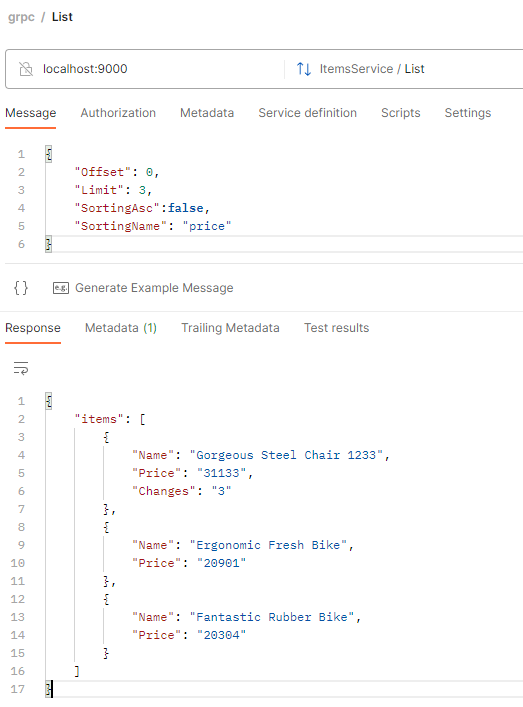 grpc / List
localhost:9000 ItemsService / List
Message Authorization Metadata Service definition Scripts Settings
1 {
2 "Offset": 0,
3 "Limit": 3,
4 "SortingAsc":false,
5 "SortingName": "price"
6 }
{} e.g. Generate Example Message
Response Metadata (1) Trailing Metadata Test results
1 {
2 "items": [
3 {
4 "Name": "Gorgeous Steel Chair 1233",
5 "Price": "31133",
6 "Changes": "3"
7 },
8 {
9 "Name": "Ergonomic Fresh Bike",
10 "Price": "20901"
11 },
12 {
13 "Name": "Fantastic Rubber Bike",
14 "Price": "20304"
15 }
16 ]
17 }